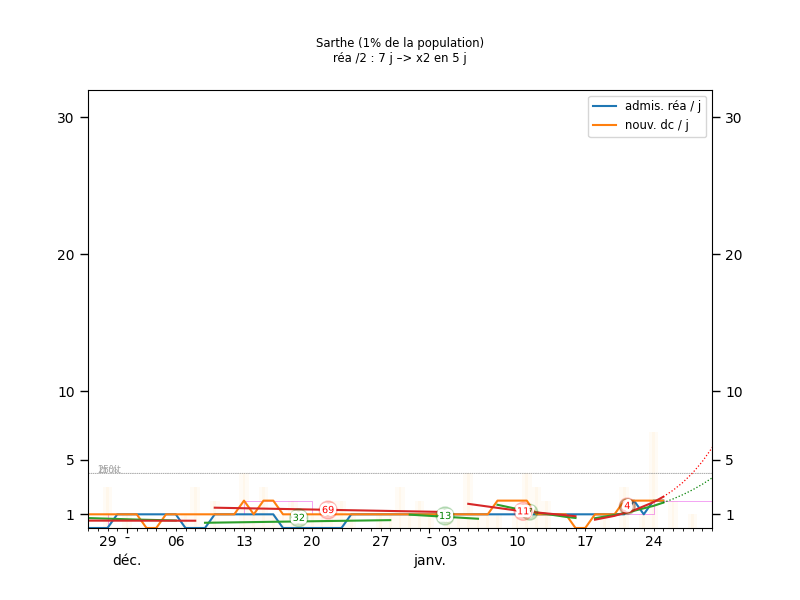 Sarthe (1% de la population)
réa /2 : 7 j –> x2 en 5 j
admis. réa / j
nouv. dc / j
30 30
20 20
10 10
5 5
1 1
69
32
13
11
4
29 - 06 13 20 27 - 03 10 17 24
déc. janv.